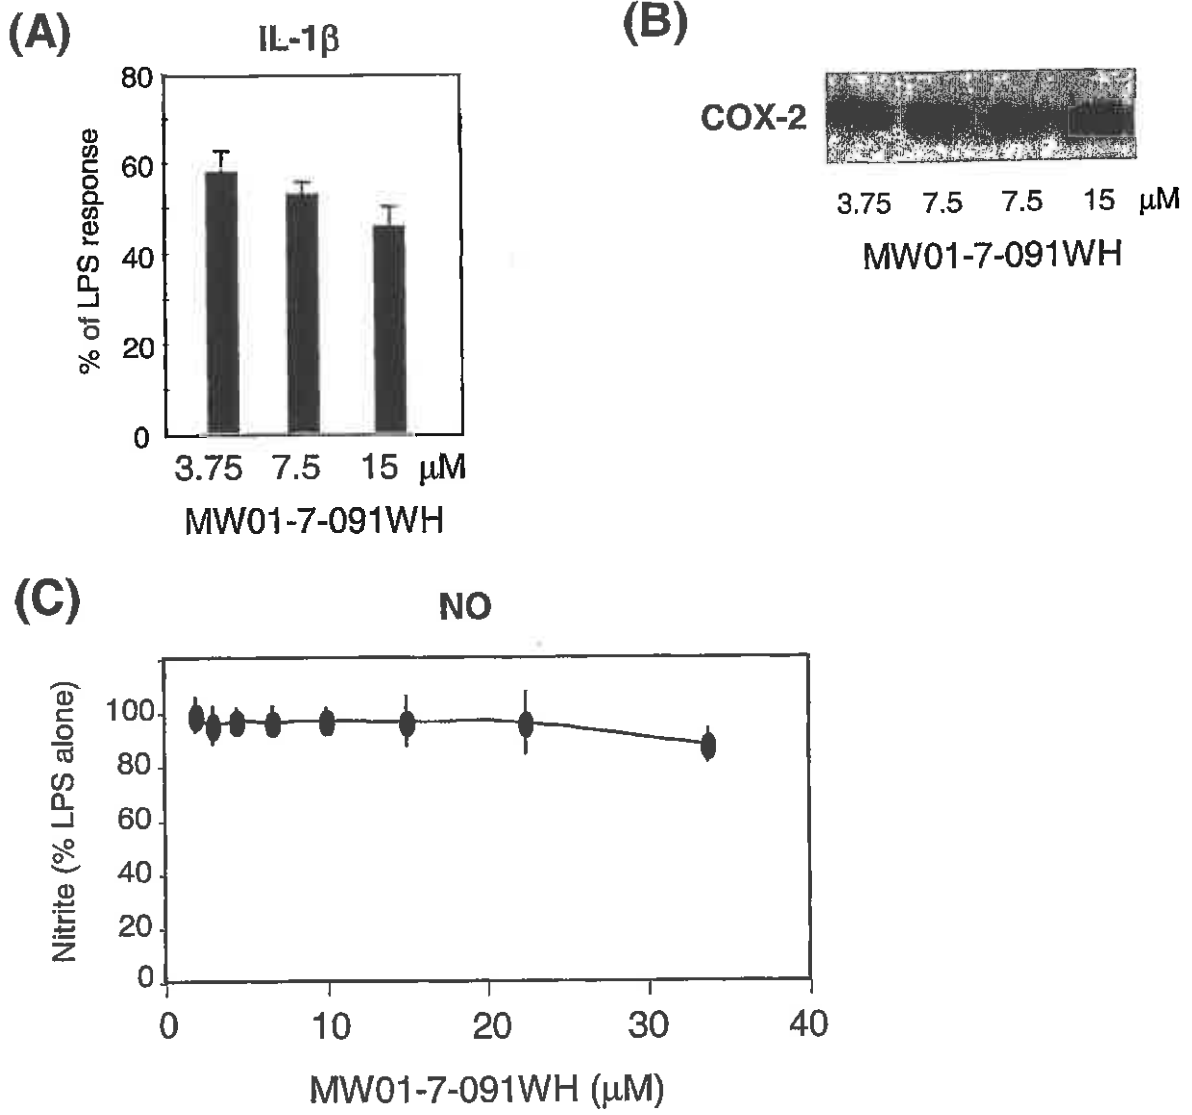 (A)
IL-1β
80
60
40
20
0
% of LPS response
3.75 7.5 15 μM
MW01-7-091WH
(B)
COX-2
3.75 7.5 7.5 15 μM
MW01-7-091WH
(C)
NO
100
80
60
40
20
0
Nitrite (% LPS alone)
0 10 20 30 40
MW01-7-091WH (μM)